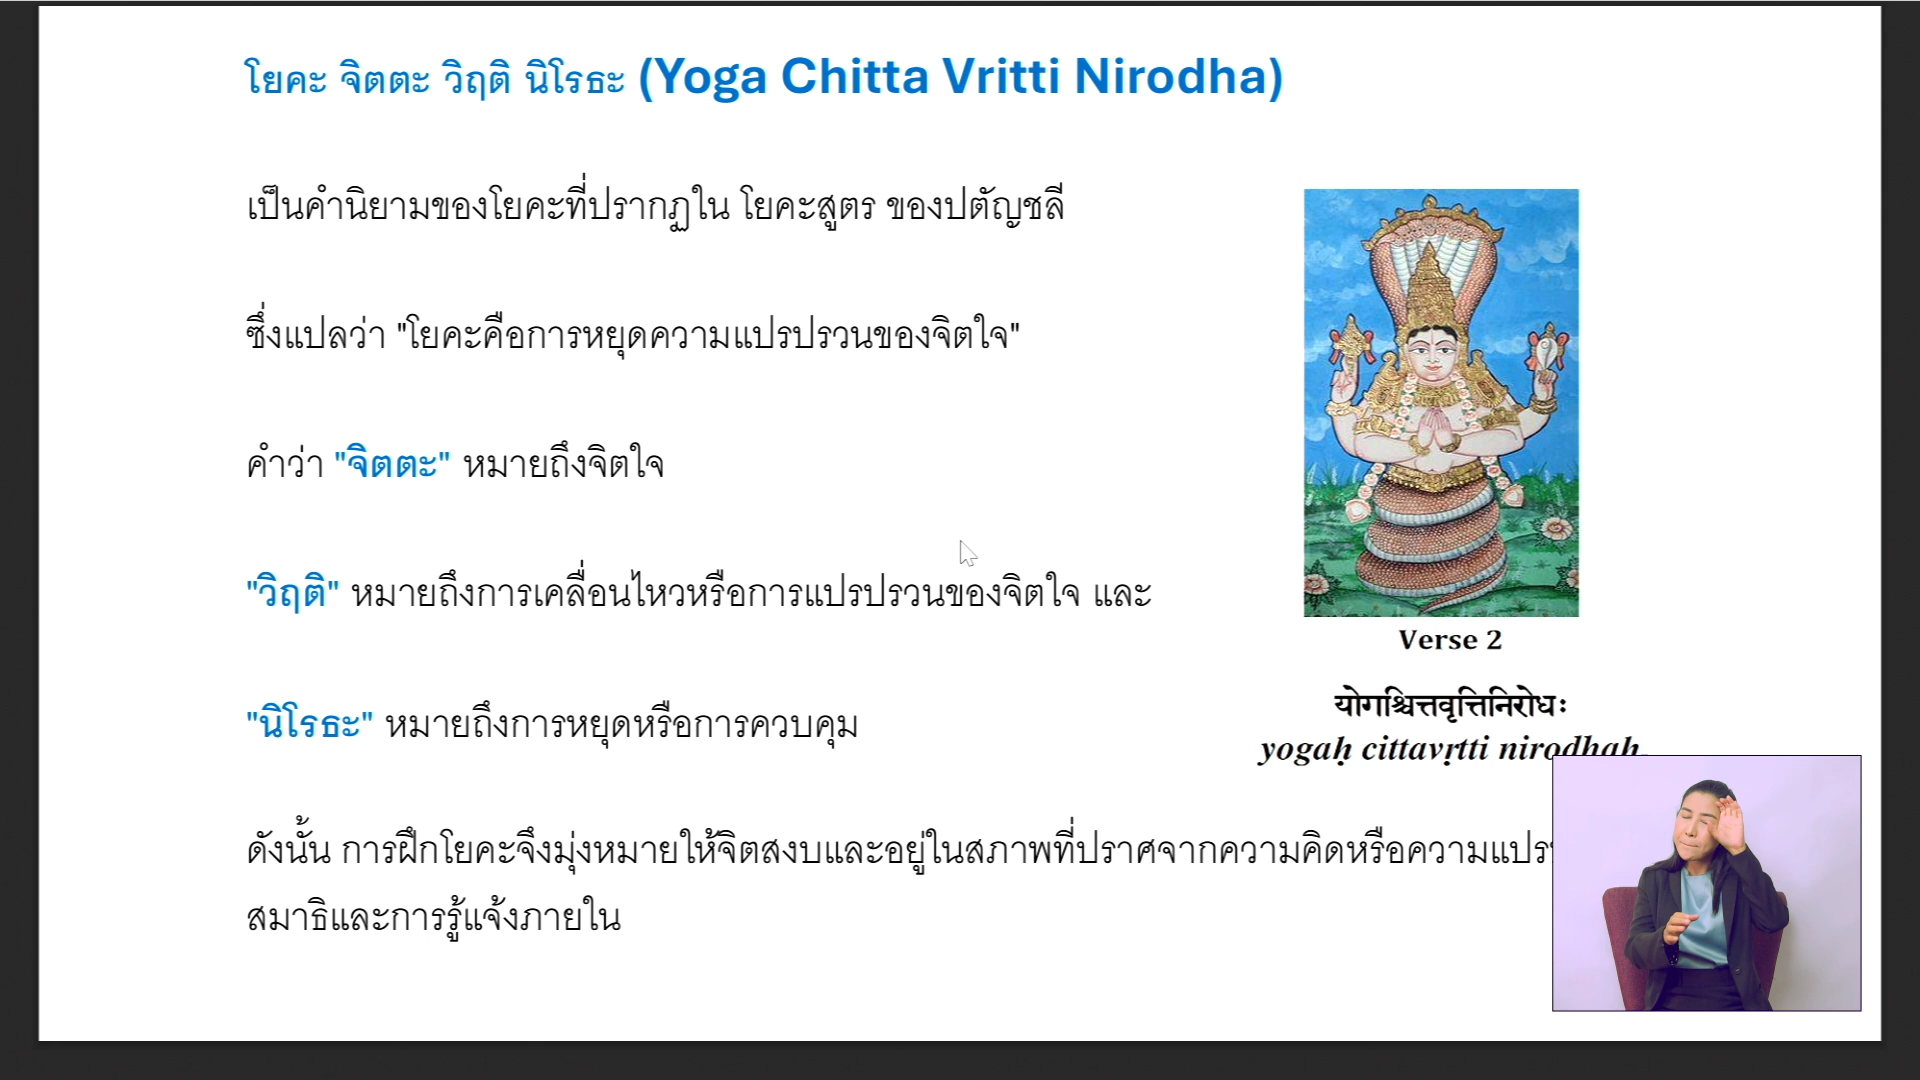 โยคะ จิตตะ วิฤติ นิโรธะ (Yoga Chitta Vritti Nirodha)
เป็นคำนิยามของโยคะที่ปรากฏใน โยคะสูตร ของปตัญชลี
ซึ่งแปลว่า "โยคะคือการหยุดความแปรปรวนของจิตใจ"
คำว่า "จิตตะ" หมายถึงจิตใจ
"วิฤติ" หมายถึงการเคลื่อนไหวหรือการแปรปรวนของจิตใจ และ
"นิโรธะ" หมายถึงการหยุดหรือการควบคุม
ดังนั้น การฝึกโยคะจึงมุ่งหมายให้จิตสงบและอยู่ในสภาพที่ปราศจากความคิดหรือความ
สมาธิและการรู้แจ้งภายใน
Verse 2
योगश्चित्तवृत्तिनिरोधः
yogaḥ cittavṛtti nirodhaḥ